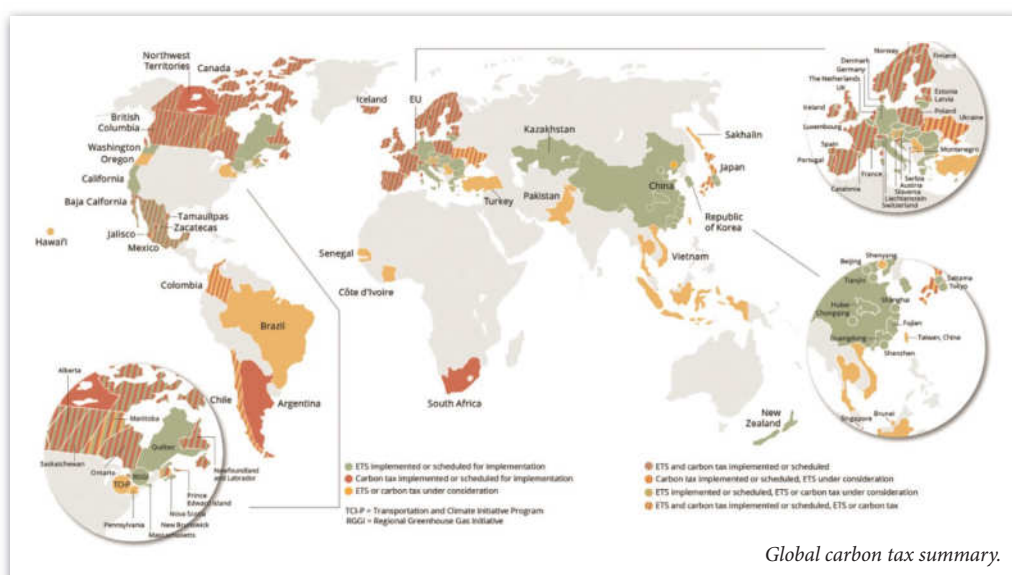 Northwest
Territories
Canada
British
Columbia
Washington
Oregon
California
Baja Calfornia
Hawai'i
Jalisco
Mexico
Tamaulipas
Zacatecas
Iceland
EU
Kazakhstan
China
Pakistan
Turkey
Sakhalin
Japan
Republic
of Korea
Vietnam
Senegal
Côte d'Ivoire
Colombia
Brazil
Chile
Argentina
South Africa
New
Zealand
Norway
Finland
Denmark
Germany
The Netherlands
UK
Ireland
Luxembourg
Spain
Portugal
Catalonia
France
Estonia
Latvia
Poland
Ukraine
Montenegro
Serbia
Austria
Slovenia
Liechtenstein
Switzerland
Beijing
Shenyang
Tianjin
Saitama
Tokyo
Hubei
Chongqing
Shanghai
Fujian
Guangdong
Taiwan, China
Shenzhen
Singapore
Brunei
Alberta
Manitoba
Quebec
Saskatchewan
Ontario
TCI-P
RGGI
Newfoundland
and Labrador
Prince
Edward Island
Nova Scotia
New Brunswick
Pennsylvania
Massachusetts
ETS implemented or scheduled for implementation
Carbon tax implemented or scheduled for implementation
ETS or carbon tax under consideration
TCI-P = Transportation and Climate Initiative Program
RGGI = Regional Greenhouse Gas Initiative
ETS and carbon tax implemented or scheduled
Carbon tax implemented or scheduled, ETS under consideration
ETS implemented or scheduled, ETS or carbon tax under consideration
ETS and carbon tax implemented or scheduled, ETS or carbon tax
Global carbon tax summary.